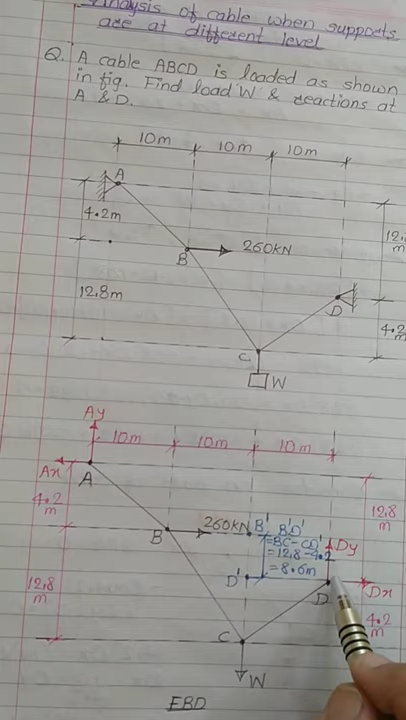 Analysis of cable when supports
are at different level
Q. A cable ABCD is loaded as shown
in fig. Find load W & reactions at
A & D.
10m 10m 10m
A
4.2m
12.
m
B 260KN
12.8m
D
4.2
m
C
W
Ay
10m 10m 10m
Ax
A
4.2
m
12.8
m
260KN B' B'D'
B
=BC-CD'
=12.8-4.2
=8.6m
Dy
D'
12.8
m
D
Dx
4.2
m
C
W
FBD